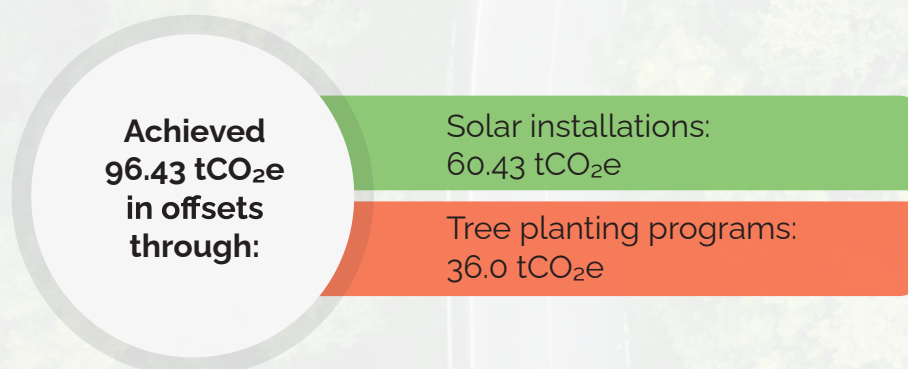 Achieved
96.43 tCO₂e
in offsets
through:
Solar installations:
60.43 tCO₂e
Tree planting programs:
36.0 tCO₂e